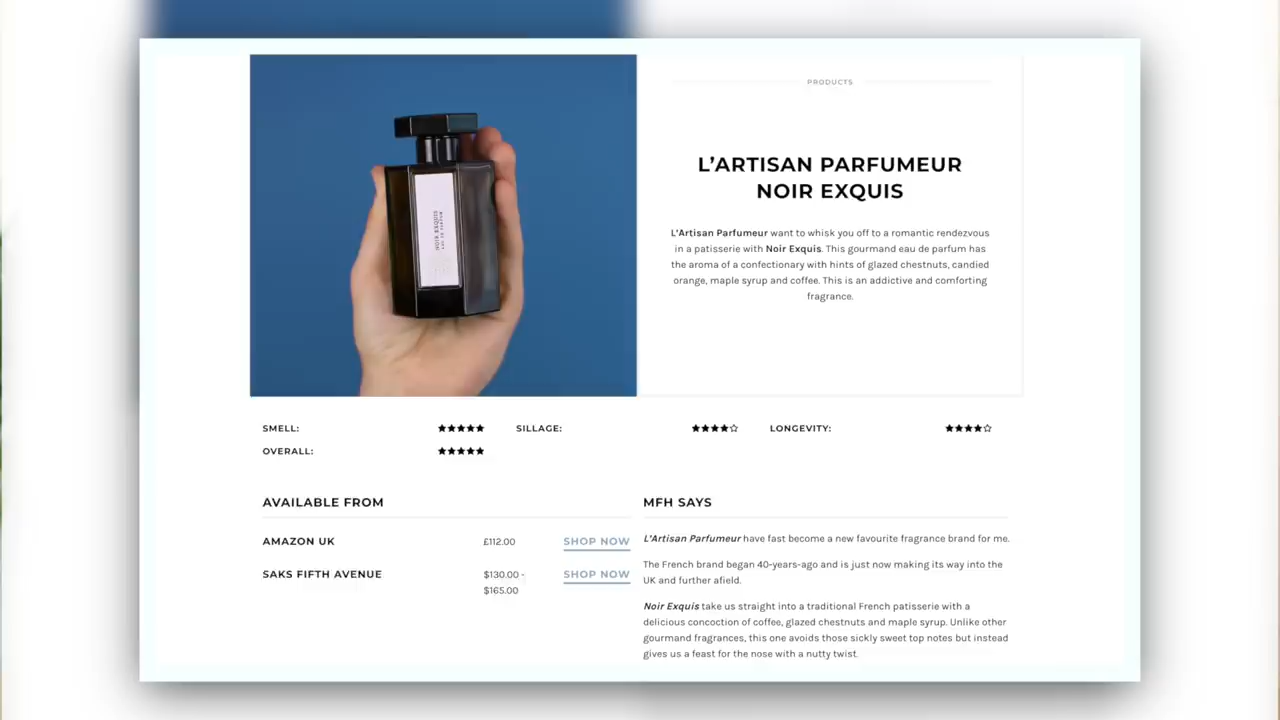 PRODUCTS
L’ARTISAN PARFUMEUR
NOIR EXQUIS
L’Artisan Parfumeur want to whisk you off to a romantic rendezvous
in a patisserie with Noir Exquis. This gourmand eau de parfum has
the aroma of a confectionary with hints of glazed chestnuts, candied
orange, maple syrup and coffee. This is an addictive and comforting
fragrance.
NOIR EXQUIS
EAU DE PARFUM
SMELL: ★★★★★ SILLAGE: ★★★★☆ LONGEVITY: ★★★★☆
OVERALL: ★★★★★
AVAILABLE FROM
AMAZON UK £112.00 SHOP NOW
SAKS FIFTH AVENUE $130.00 - SHOP NOW
$165.00
MFH SAYS
L’Artisan Parfumeur have fast become a new favourite fragrance brand for me.
The French brand began 40-years-ago and is just now making its way into the
UK and further afield.
Noir Exquis take us straight into a traditional French patisserie with a
delicious concoction of coffee, glazed chestnuts and maple syrup. Unlike other
gourmand fragrances, this one avoids those sickly sweet top notes but instead
gives us a feast for the nose with a nutty twist.